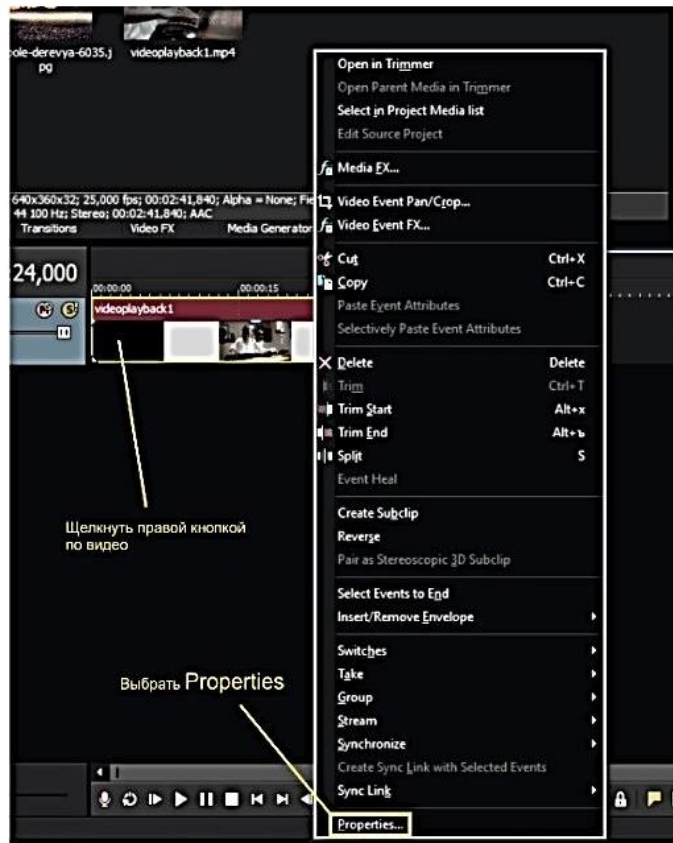 ole-derevya-6035.j
pg
videoplayback1.mp4
640x360x32; 25,000 fps; 00:02:41,840; Alpha = None; Fie
44 100 Hz; Stereo; 00:02:41,840; AAC
Transitions
Video FX
Media Generator
24,000
00:00:00
00:00:15
videoplayback1
Щелкнуть правой кнопкой
по видео
Выбрать Properties
Open in Trimmer
Open Parent Media in Trimmer
Select in Project Media list
Edit Source Project
Media FX...
Video Event Pan/Crop...
Video Event FX...
Cut Ctrl+X
Copy Ctrl+C
Paste Event Attributes
Selectively Paste Event Attributes
Delete Delete
Trim Ctrl+T
Trim Start Alt+x
Trim End Alt+ъ
Split S
Event Heal
Create Subclip
Reverse
Pair as Stereoscopic 3D Subclip
Select Events to End
Insert/Remove Envelope
Switches
Take
Group
Stream
Synchronize
Create Sync Link with Selected Events
Sync Link
Properties...